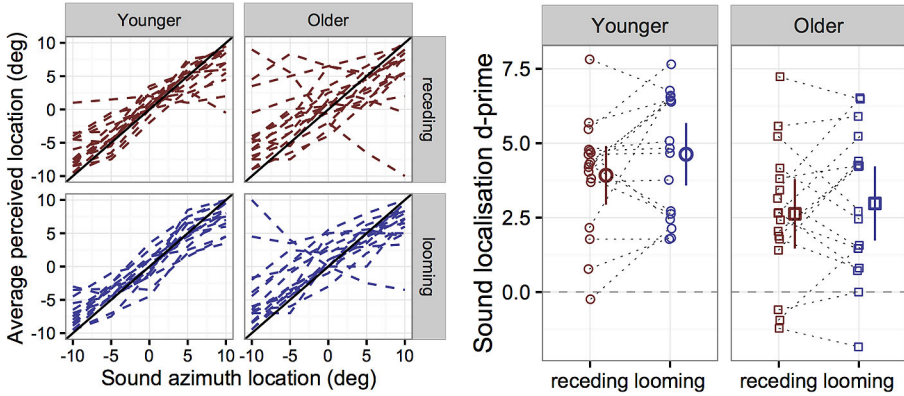 Younger
Older
Average perceived location (deg)
10
5
0
-5
-10
receding
10
5
0
-5
-10
looming
-10 -5 0 5 10
-10 -5 0 5 10
Sound azimuth location (deg)
Younger
Older
Sound localisation d-prime
7.5
5.0
2.5
0.0
receding looming
receding looming